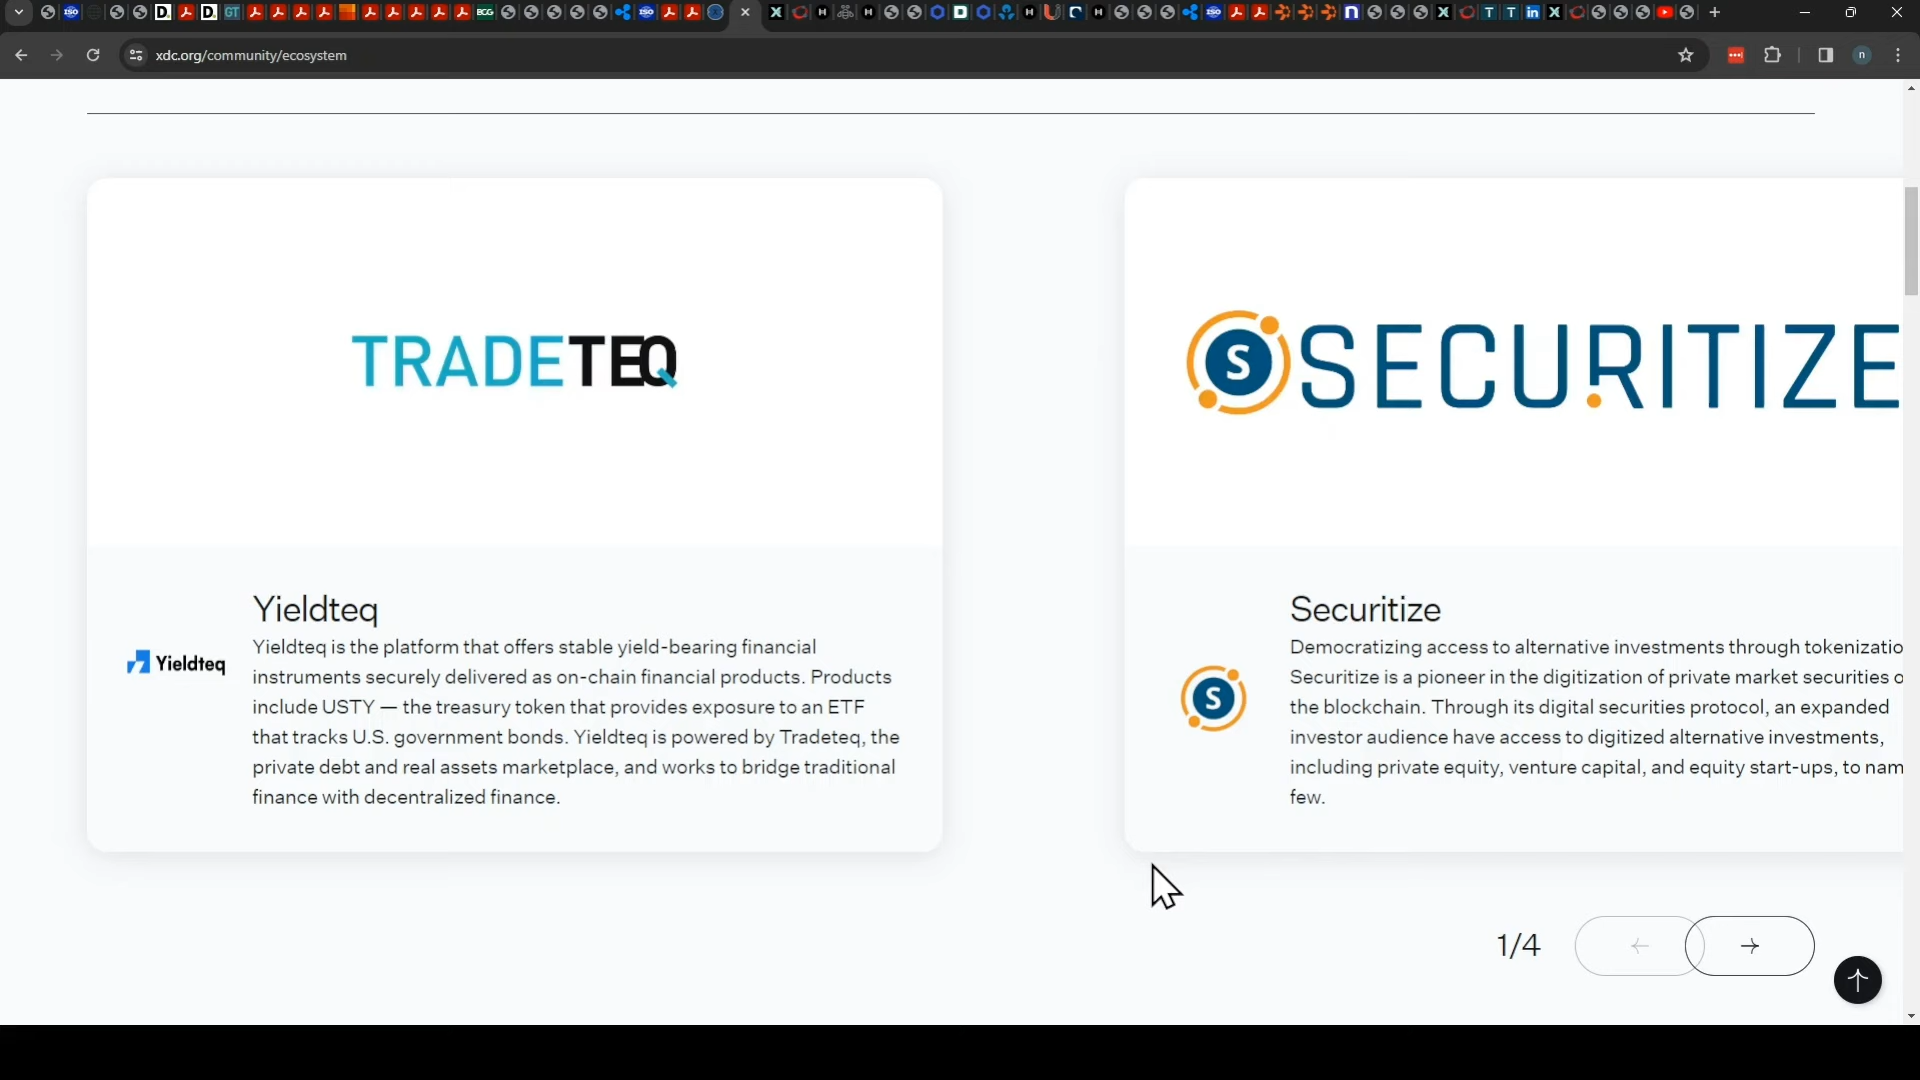 xdc.org/community/ecosystem
TRADETEQ
Yieldteq
Yieldteq
Yieldteq is the platform that offers stable yield-bearing financial
instruments securely delivered as on-chain financial products. Products
include USTY — the treasury token that provides exposure to an ETF
that tracks U.S. government bonds. Yieldteq is powered by Tradeteq, the
private debt and real assets marketplace, and works to bridge traditional
finance with decentralized finance.
S SECURITIZE
Securitize
S
Democratizing access to alternative investments through tokenizatio
Securitize is a pioneer in the digitization of private market securities o
the blockchain. Through its digital securities protocol, an expanded
investor audience have access to digitized alternative investments,
including private equity, venture capital, and equity start-ups, to nam
few.
1/4